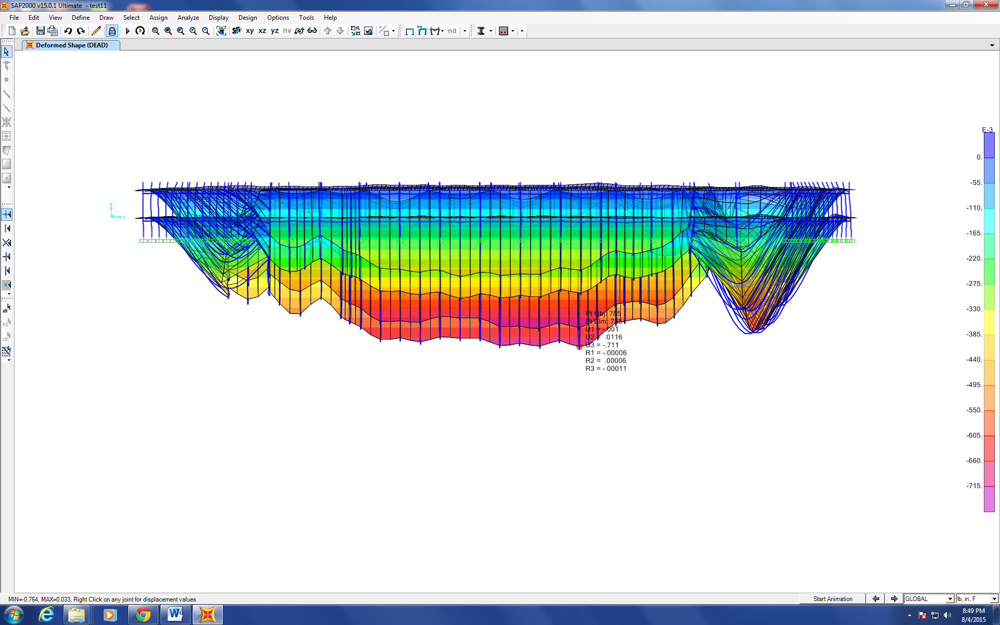 SAP2000 v15.0.1 Ultimate - test11
File Edit View Define Draw Select Assign Analyze Display Design Options Tools Help
3D xy xz yz nv nd
Deformed Shape (DEAD)
E-3
0.
-55.
-110.
-165.
-220.
-275.
-330.
-385.
-440.
-495.
-550.
-605.
-660.
-715.
z
x
all
PS
clr
Pt Obj: 785
Pt Elm: 785
U1 = -.001
U2 = .0116
U3 = -.711
R1 = -.00006
R2 = .00006
R3 = -.00011
MIN=-0.764, MAX=0.033, Right Click on any joint for displacement values
Start Animation
GLOBAL
lb, in, F
8:49 PM
8/4/2015